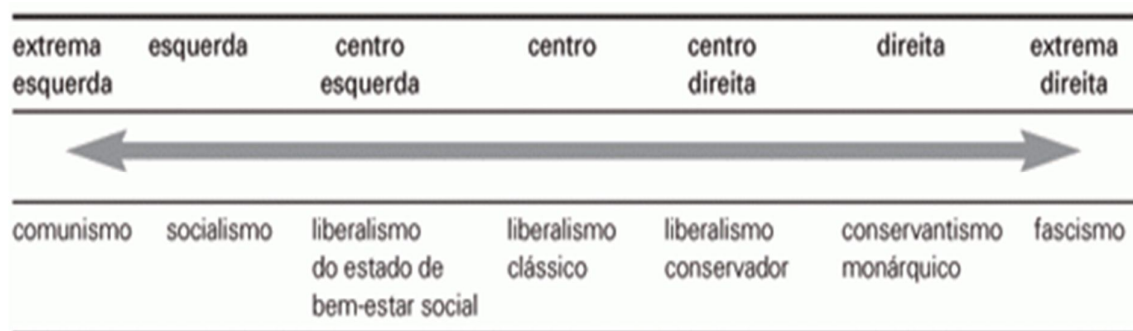 extrema esquerda centro centro centro direita extrema
esquerda esquerda direita direita
comunismo socialismo liberalismo liberalismo liberalismo conservantismo fascismo
do estado de clássico conservador monárquico
bem-estar social